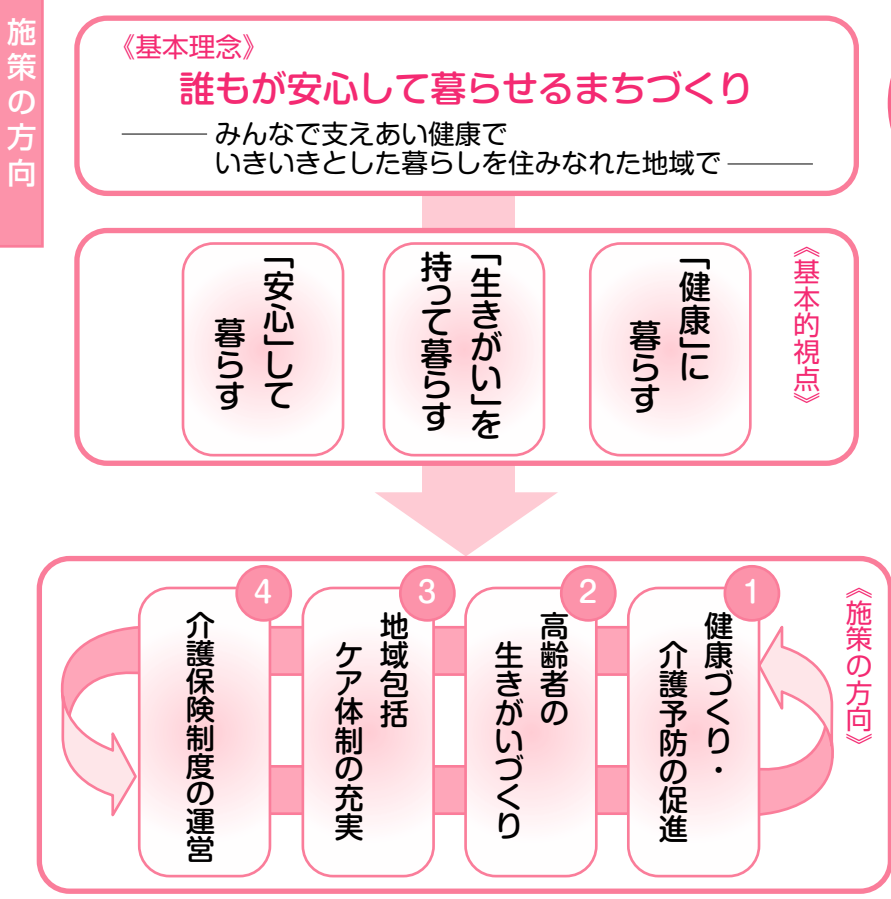 施策の方向
《基本理念》
誰もが安心して暮らせるまちづくり
みんなで支えあい健康で
いきいきとした暮らしを住みなれた地域で
《基本的視点》
「健康」に
暮らす
「生きがい」を
持って暮らす
「安心」して
暮らす
《施策の方向》
1
健康づくり・
介護予防の促進
2
高齢者の
生きがいづくり
3
地域包括
ケア体制の充実
4
介護保険制度の運営